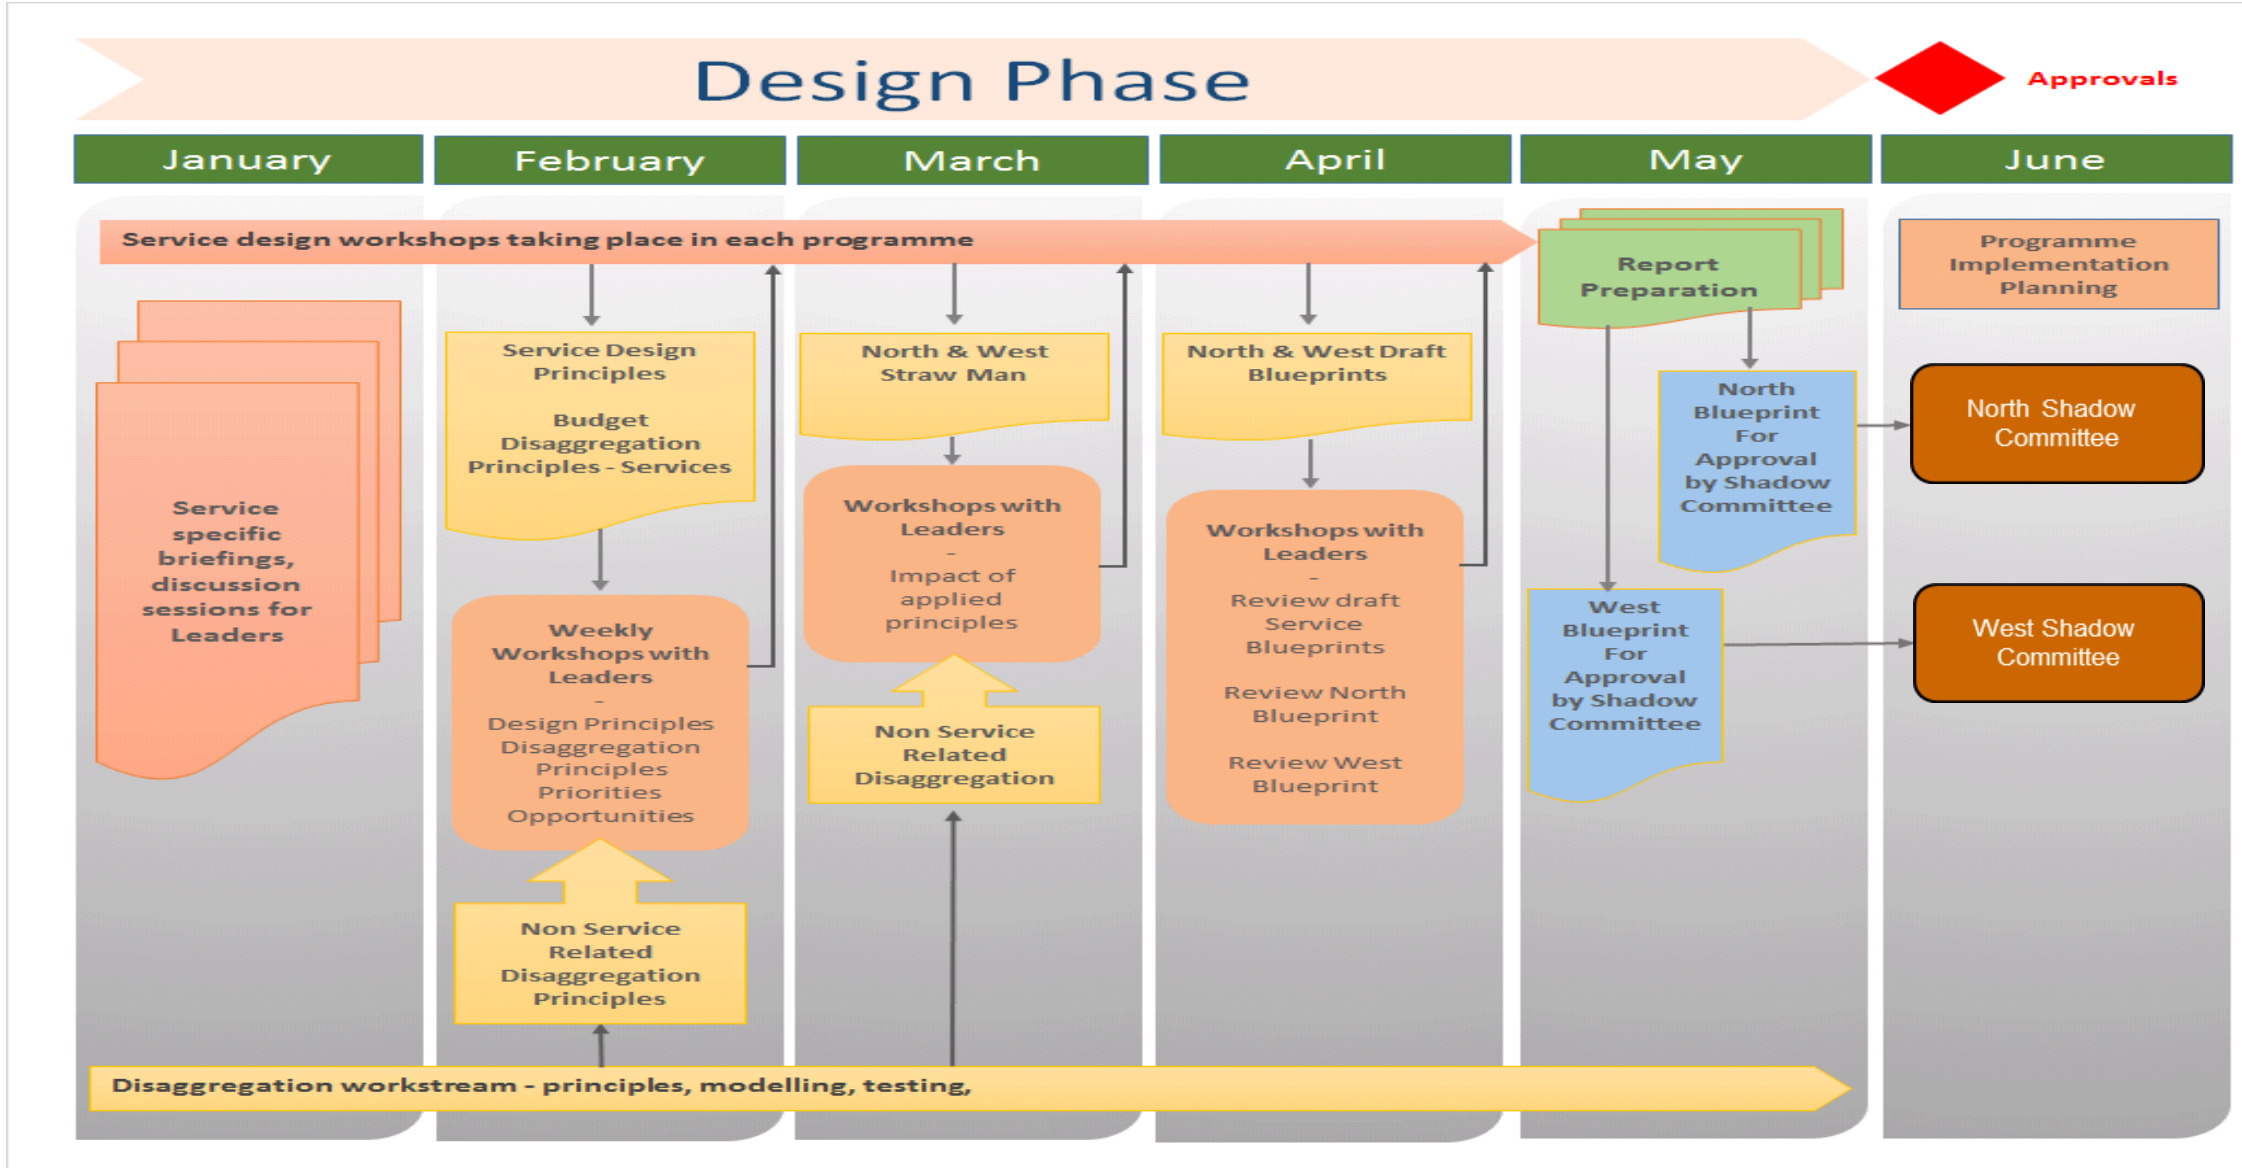 Design Phase
Approvals
January
February
March
April
May
June
Service design workshops taking place in each programme
Service
specific
briefings,
discussion
sessions for
Leaders
Service Design
Principles
Budget
Disaggregation
Principles - Services
Weekly
Workshops with
Leaders
-
Design Principles
Disaggregation
Principles
Priorities
Opportunities
Non Service
Related
Disaggregation
Principles
North & West
Straw Man
Workshops with
Leaders
-
Impact of
applied
principles
Non Service
Related
Disaggregation
North & West Draft
Blueprints
Workshops with
Leaders
-
Review draft
Service
Blueprints
Review North
Blueprint
Review West
Blueprint
Report
Preparation
North
Blueprint
For
Approval
by Shadow
Committee
West
Blueprint
For
Approval
by Shadow
Committee
Programme
Implementation
Planning
North Shadow
Committee
West Shadow
Committee
Disaggregation workstream - principles, modelling, testing,